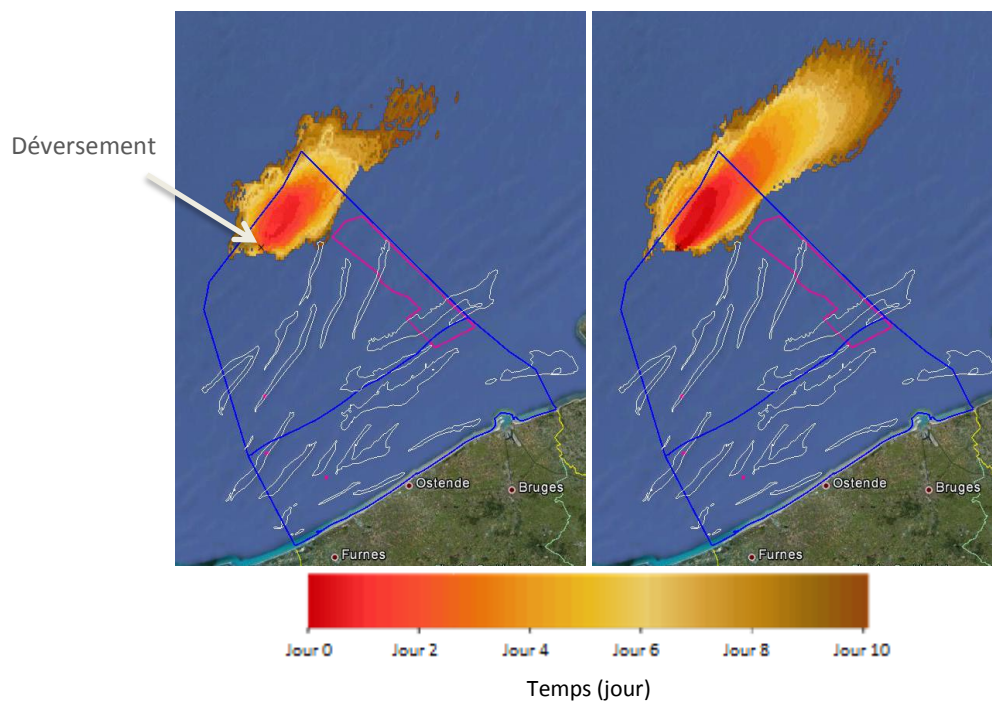 Déversement
Ostende
Bruges
Furnes
Ostende
Bruges
Furnes
Jour 0 Jour 2 Jour 4 Jour 6 Jour 8 Jour 10
Temps (jour)